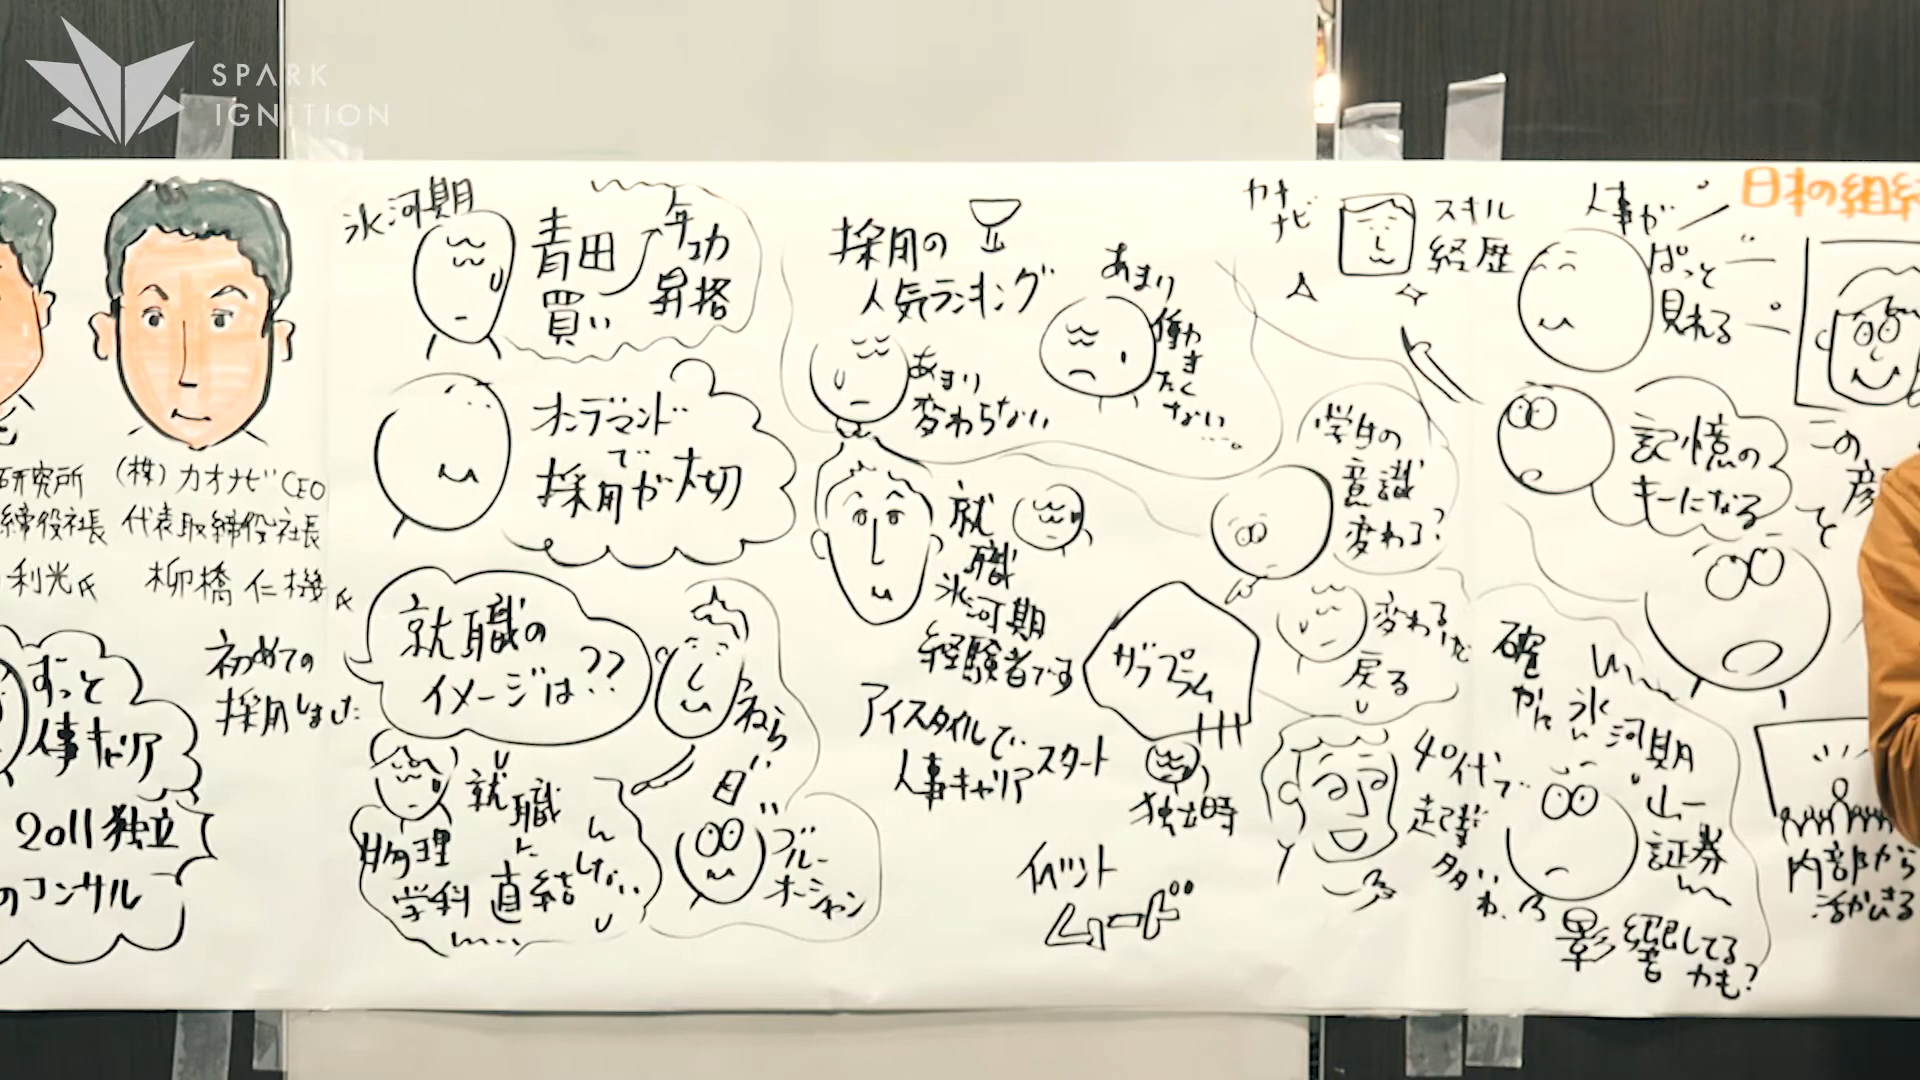 SPARK
IGNITION
研究所
締役社長
利光氏
(株)カオナビCEO
代表取締役社長
柳橋 仁機氏
ずっと
人事キャリア
2011独立
のコンサル
初めての
採用しました
氷河期
青田
買い
年功
昇格
オンデマンド
で
採用が大切
就職の
イメージは??
ねら
目
物理
学科
就職
に
直結
しない
ブルー
オーシャン
採用の
人気ランキング
あまり
変わらない
あまり
働き
たく
ない…。
就
職
氷河期
経験者です
アイスタイルで
人事キャリア
スタート
サブプライム
独立時
イベント
学生の
意識
変わる?
変わる
戻る
40代で
起業
多い
わ、
カオ
ナビ
スキル
経歴
人事が
ぱっと
見れる
記憶の
キーになる
確
かに
氷
河期
山一
証券
影響してる
かも?
日本の組織
この
と
内部から